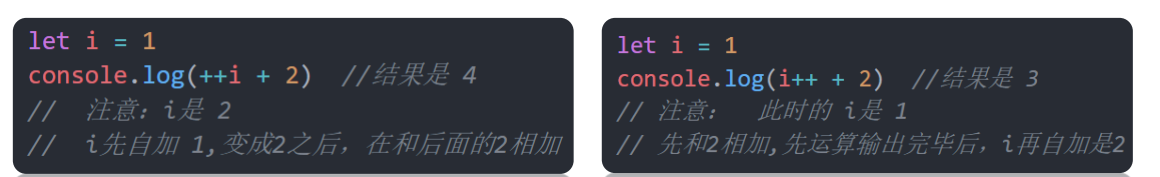 let i = 1
console.log(++i + 2)  //结果是 4
//  注意：i是 2
//  i先自加 1,变成2之后，在和后面的2相加
let i = 1
console.log(i++ + 2)  //结果是 3
// 注意：  此时的 i是 1
// 先和2相加,先运算输出完毕后，i再自加是2